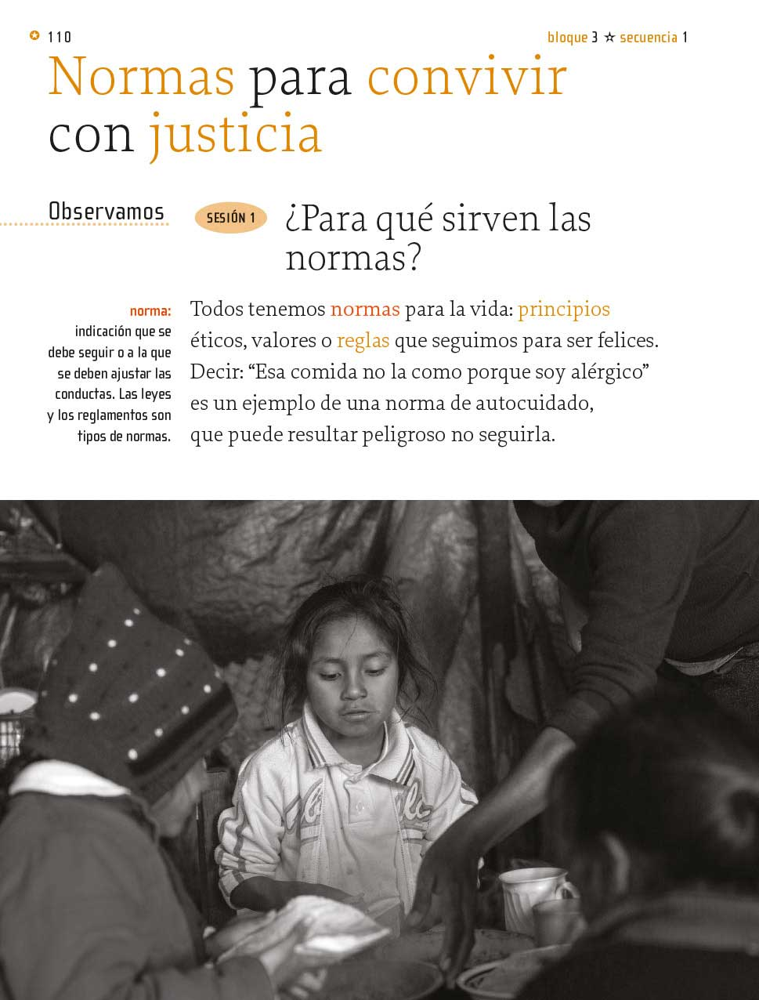 110
bloque 3 ☆ secuencia 1
Normas para convivir
con justicia
Observamos
SESIÓN 1
¿Para qué sirven las
normas?
norma:
indicación que se
debe seguir o a la que
se deben ajustar las
conductas. Las leyes
y los reglamentos son
tipos de normas.
Todos tenemos normas para la vida: principios
éticos, valores o reglas que seguimos para ser felices.
Decir: “Esa comida no la como porque soy alérgico”
es un ejemplo de una norma de autocuidado,
que puede resultar peligroso no seguirla.